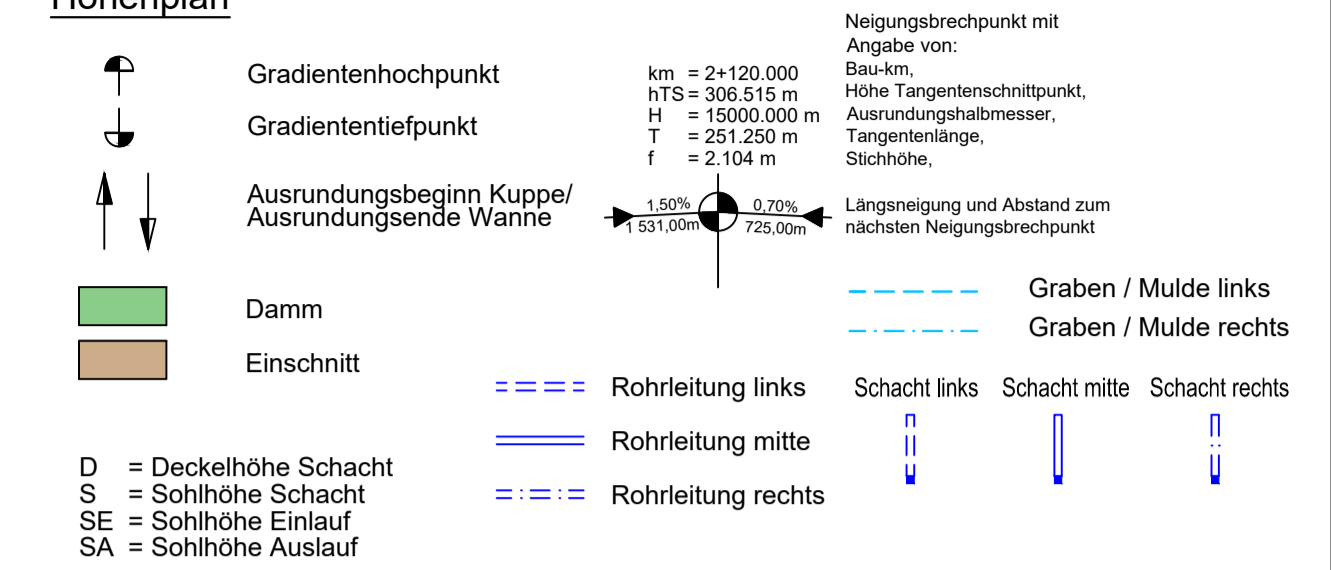 Höhenplan
Gradientenhochpunkt
Gradiententiefpunkt
Ausrundungsbeginn Kuppe/
Ausrundungsende Wanne
Damm
Einschnitt
D = Deckelhöhe Schacht
S = Sohlhöhe Schacht
SE = Sohlhöhe Einlauf
SA = Sohlhöhe Auslauf
km = 2+120.000
hTS = 306.515 m
H = 15000.000 m
T = 251.250 m
f = 2.104 m
1,50% 0,70%
1 531,00m 725,00m
Neigungsbrechpunkt mit
Angabe von:
Bau-km,
Höhe Tangentenschnittpunkt,
Ausrundungshalbmesser,
Tangentenlänge,
Stichhöhe,
Längsneigung und Abstand zum
nächsten Neigungsbrechpunkt
Graben / Mulde links
Graben / Mulde rechts
Rohrleitung links
Rohrleitung mitte
Rohrleitung rechts
Schacht links Schacht mitte Schacht rechts